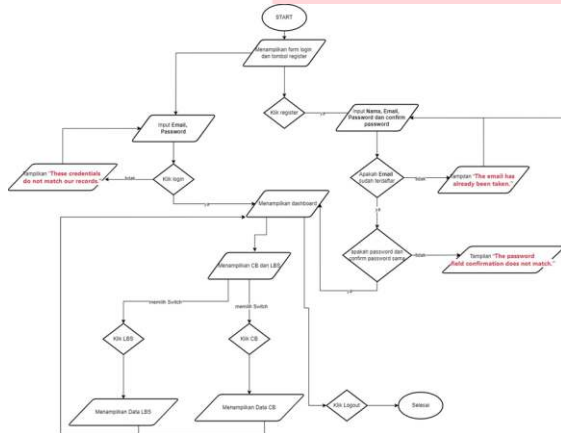 START
Menampilkan form login
dan tombol register
Klik register
ya
Input Name, Email,
Password dan confirm
password
Input Email,
Password
Tampilkan "These credentials
do not match our records."
tidak
Klik login
Apakah Email
sudah terdaftar
tidak
Tampilan "The email has
already been taken."
ya
Menampilkan dashboard
ya
apakah password dan
confirm password sama
tidak
Tampilan "The password
field confirmation does not match."
ya
Menampilkan CB dan LBS
memilih Switch
memilih Switch
Klik LBS
Klik CB
Menampilkan Data LBS
Menampilkan Data CB
Klik Logout
Selesai